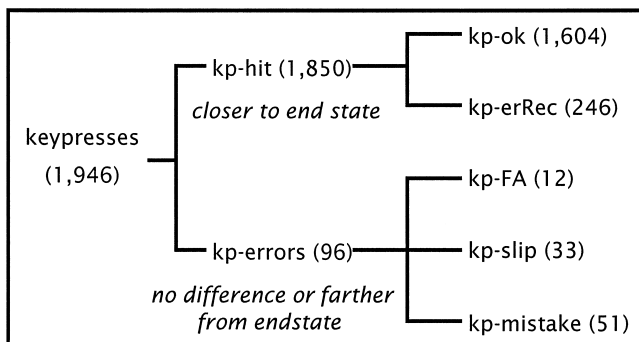 keypresses
(1,946)
kp-hit (1,850)
closer to end state
kp-ok (1,604)
kp-erRec (246)
kp-errors (96)
no difference or farther
from endstate
kp-FA (12)
kp-slip (33)
kp-mistake (51)